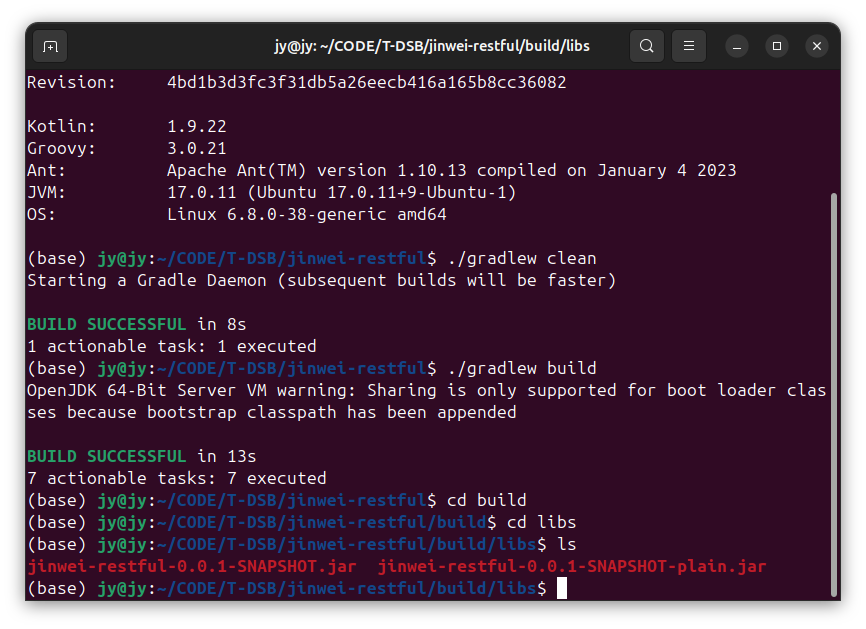 jy@jy: ~/CODE/T-DSB/jinwei-restful/build/libs
Revision:     4bd1b3d3fc3f31db5a26eecb416a165b8cc36082
Kotlin:       1.9.22
Groovy:       3.0.21
Ant:          Apache Ant(TM) version 1.10.13 compiled on January 4 2023
JVM:          17.0.11 (Ubuntu 17.0.11+9-Ubuntu-1)
OS:           Linux 6.8.0-38-generic amd64
(base) jy@jy:~/CODE/T-DSB/jinwei-restful$ ./gradlew clean
Starting a Gradle Daemon (subsequent builds will be faster)
BUILD SUCCESSFUL in 8s
1 actionable task: 1 executed
(base) jy@jy:~/CODE/T-DSB/jinwei-restful$ ./gradlew build
OpenJDK 64-Bit Server VM warning: Sharing is only supported for boot loader clas
ses because bootstrap classpath has been appended
BUILD SUCCESSFUL in 13s
7 actionable tasks: 7 executed
(base) jy@jy:~/CODE/T-DSB/jinwei-restful$ cd build
(base) jy@jy:~/CODE/T-DSB/jinwei-restful/build$ cd libs
(base) jy@jy:~/CODE/T-DSB/jinwei-restful/build/libs$ ls
jinwei-restful-0.0.1-SNAPSHOT.jar  jinwei-restful-0.0.1-SNAPSHOT-plain.jar
(base) jy@jy:~/CODE/T-DSB/jinwei-restful/build/libs$